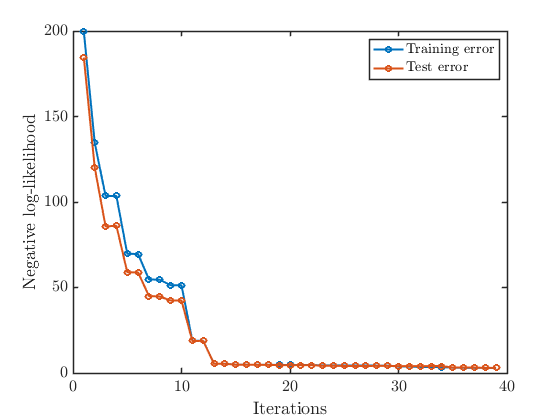 200
150
100
50
0
Negative log-likelihood
Training error
Test error
0 10 20 30 40
Iterations